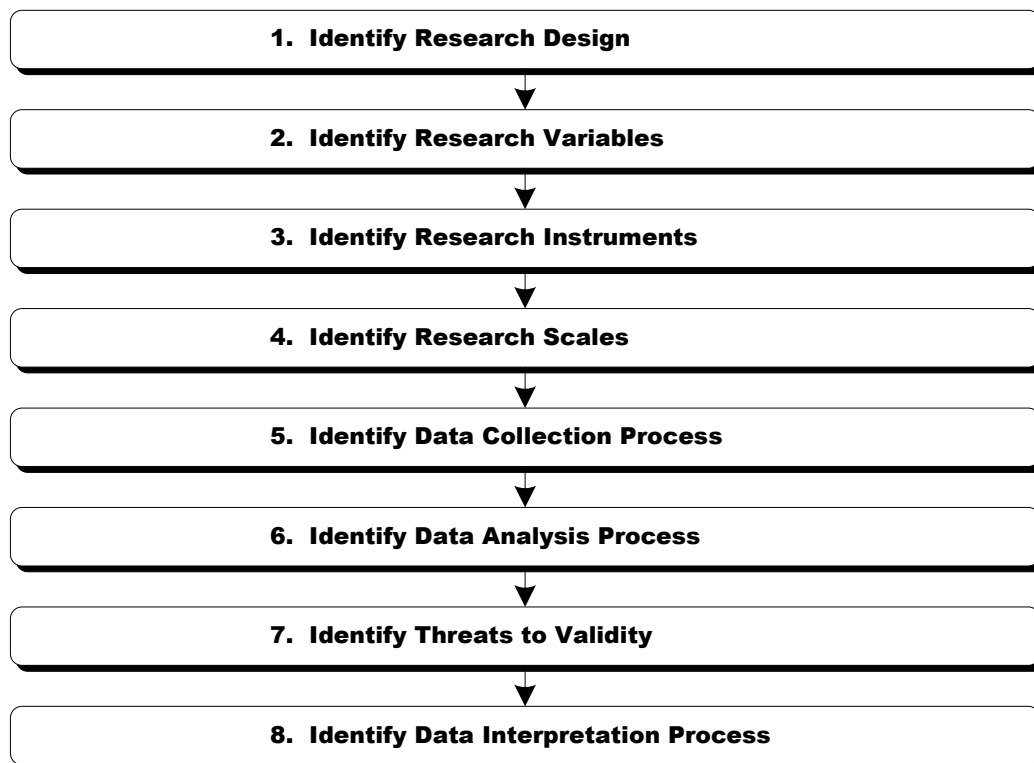 1. Identify Research Design
2. Identify Research Variables
3. Identify Research Instruments
4. Identify Research Scales
5. Identify Data Collection Process
6. Identify Data Analysis Process
7. Identify Threats to Validity
8. Identify Data Interpretation Process